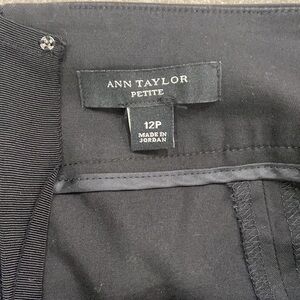 ANN TAYLOR
PETITE
12P
MADE IN
JORDAN